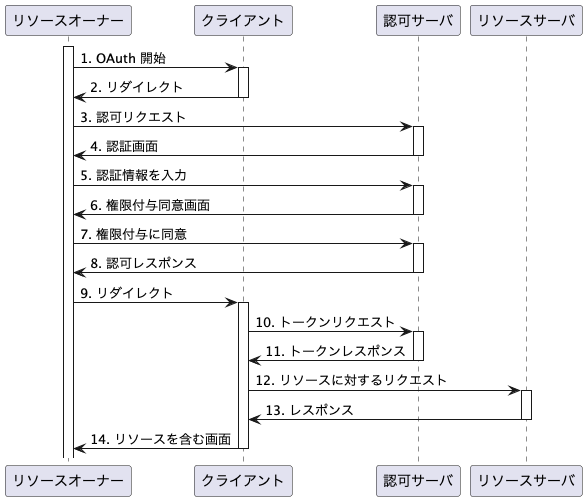 リソースオーナー
クライアント
認可サーバ
リソースサーバ
1. OAuth 開始
2. リダイレクト
3. 認可リクエスト
4. 認証画面
5. 認証情報を入力
6. 権限付与同意画面
7. 権限付与に同意
8. 認可レスポンス
9. リダイレクト
10. トークンリクエスト
11. トークンレスポンス
12. リソースに対するリクエスト
13. レスポンス
14. リソースを含む画面
リソースオーナー
クライアント
認可サーバ
リソースサーバ